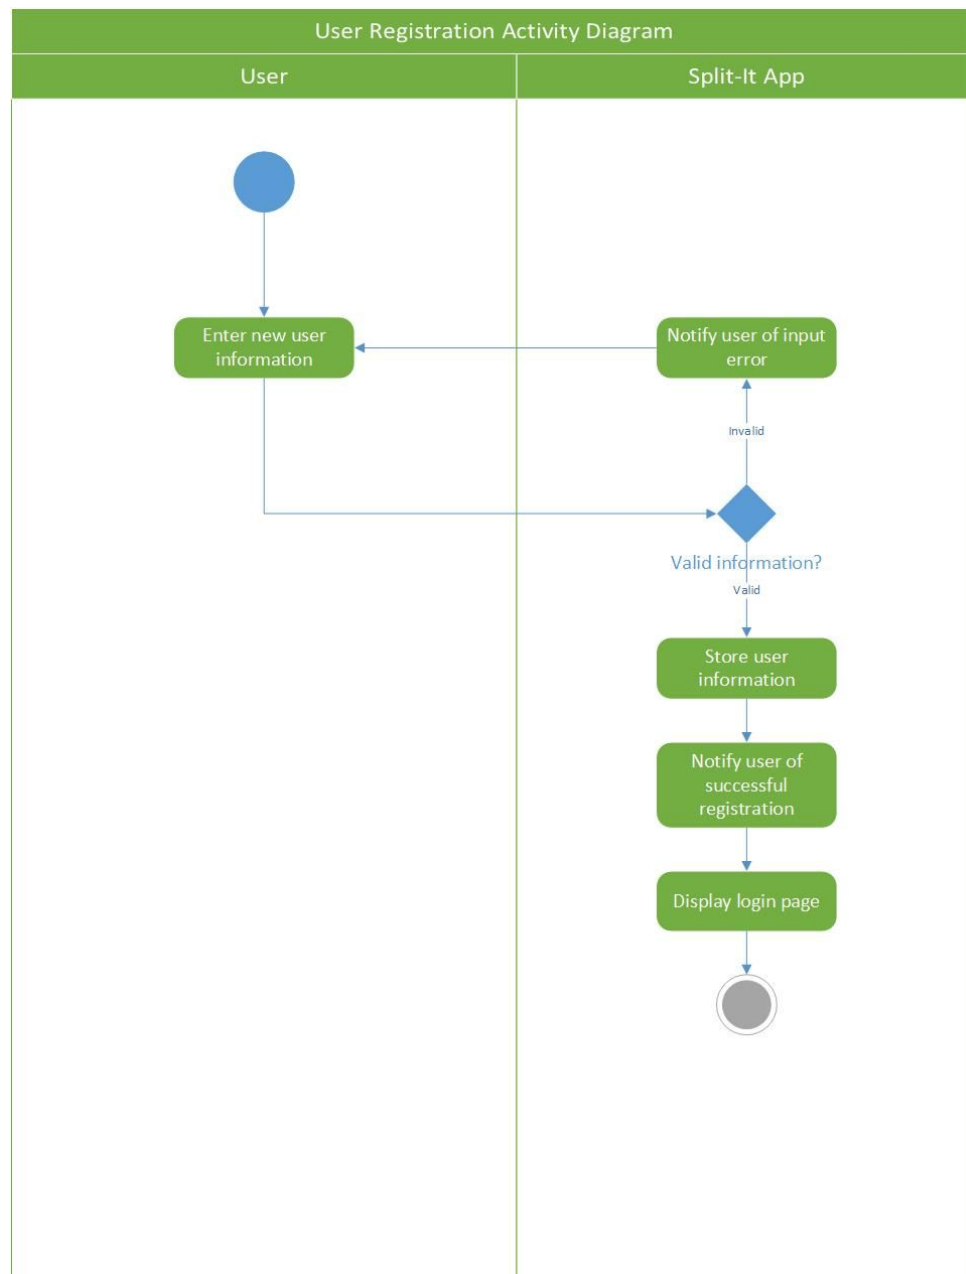 User Registration Activity Diagram
User
Split-It App
Enter new user
information
Notify user of input
error
Invalid
Valid information?
Valid
Store user
information
Notify user of
successful
registration
Display login page